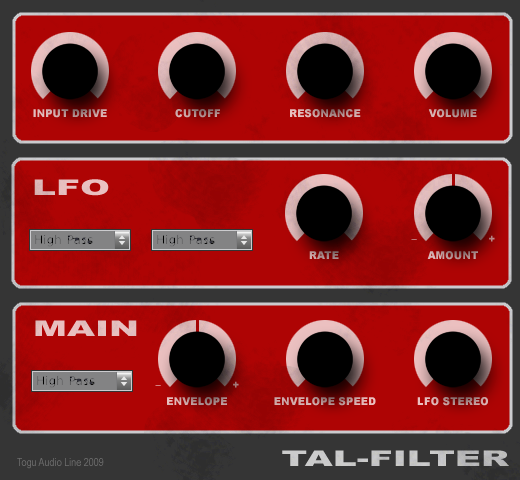 INPUT DRIVE CUTOFF RESONANCE VOLUME
LFO
High Pass High Pass
RATE - AMOUNT +
MAIN
High Pass
- ENVELOPE + ENVELOPE SPEED LFO STEREO
Togu Audio Line 2009 TAL-FILTER